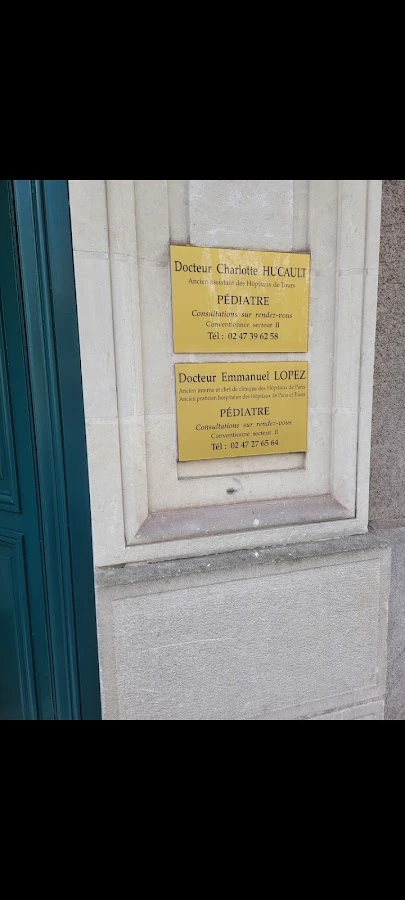 Docteur Charlotte HUCAULT
Ancien assistant des Hôpitaux de Tours
PÉDIATRE
Consultations sur rendez-vous
Conventionnée secteur II
Tél : 02 47 39 62 58
Docteur Emmanuel LOPEZ
Ancien interne et chef de clinique des Hôpitaux de Paris
Ancien praticien hospitalier des Hôpitaux de Paris et Tours
PÉDIATRE
Consultations sur rendez-vous
Conventionné secteur II
Tél : 02 47 27 65 64